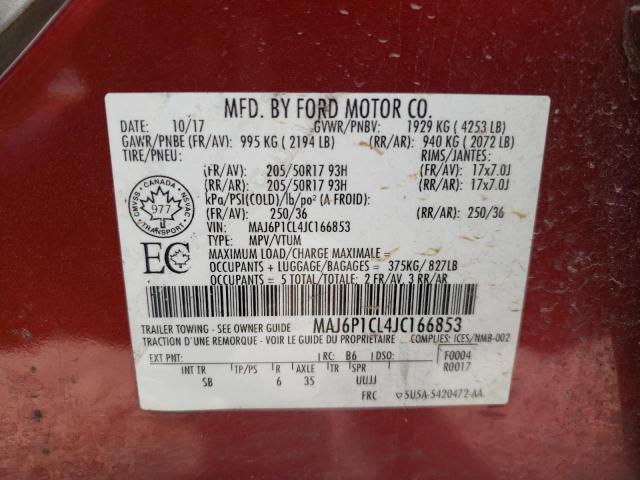 MFD. BY FORD MOTOR CO.
DATE: 10/17 GVWR/PNBV: 1929 KG ( 4253 LB)
GAWR/PNBE (FR/AV): 995 KG ( 2194 LB) (RR/AR): 940 KG ( 2072 LB)
TIRE/PNEU: RIMS/JANTES:
(FR/AV) 205/50R17 93H (FR/AV) 17x7.0J
(RR/AR) 205/50R17 93H (RR/AR) 17x7.0J
kPa/PSI(COLD)/lb/po² (A FROID):
(FR/AV) 250/36 (RR/AR) 250/36
VIN: MAJ6P1CL4JC166853
TYPE: MPV/VTUM
MAXIMUM LOAD/CHARGE MAXIMALE =
OCCUPANTS + LUGGAGE/BAGAGES = 375KG/ 827LB
OCCUPANTS = 5 TOTAL/TOTALE: 2 FR/AV, 3 RR/AR
CMVSS CANADA NSVAC
977
TRANSPORT
EC
TRAILER TOWING - SEE OWNER GUIDE MAJ6P1CL4JC166853
TRACTION D'UNE REMORQUE - VOIR LE GUIDE DU PROPRIETAIRE COMPLIES: ICES/NMB-002
EXT PNT: RC: B6 DSO: F0004
INT TR TP/PS R AXLE TR SPR R0017
SB 6 35 UUJJ
FRC 5U5A-5420472-AA